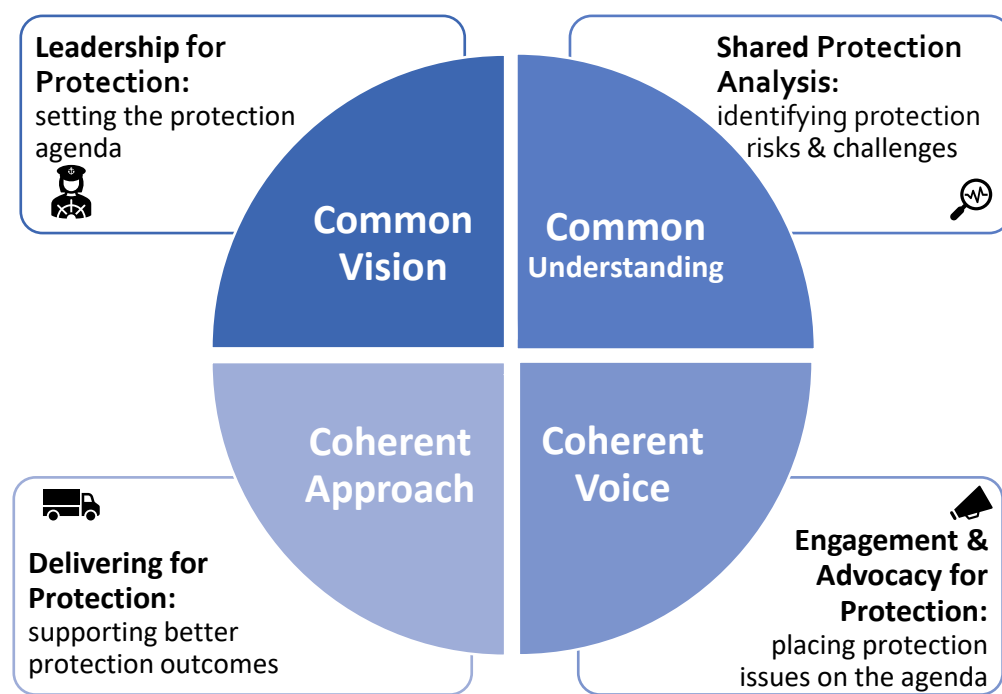 Leadership for
Protection:
setting the protection
agenda
Shared Protection
Analysis:
identifying protection
risks & challenges
Common
Vision
Common
Understanding
Coherent
Approach
Coherent
Voice
Delivering for
Protection:
supporting better
protection outcomes
Engagement &
Advocacy for
Protection:
placing protection
issues on the agenda